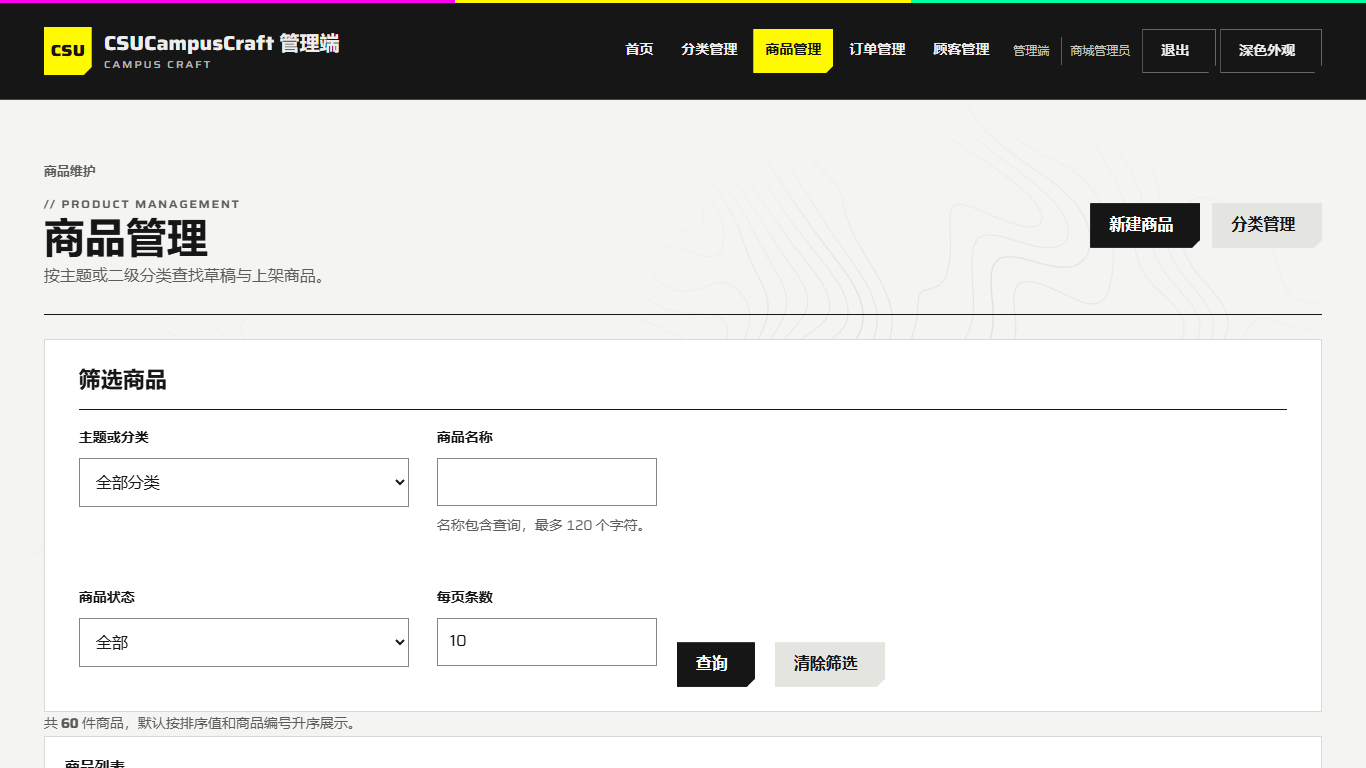 CSU
CSUCampusCraft 管理端
CAMPUS CRAFT
首页 分类管理 商品管理 订单管理 顾客管理 管理端 商城管理员 退出 深色外观
商品维护
// PRODUCT MANAGEMENT
商品管理
按主题或二级分类查找草稿与上架商品。
新建商品 分类管理
筛选商品
主题或分类 商品名称
全部分类
名称包含查询，最多 120 个字符。
商品状态 每页条数
全部 10
查询 清除筛选
共 60 件商品，默认按排序值和商品编号升序展示。
商品列表